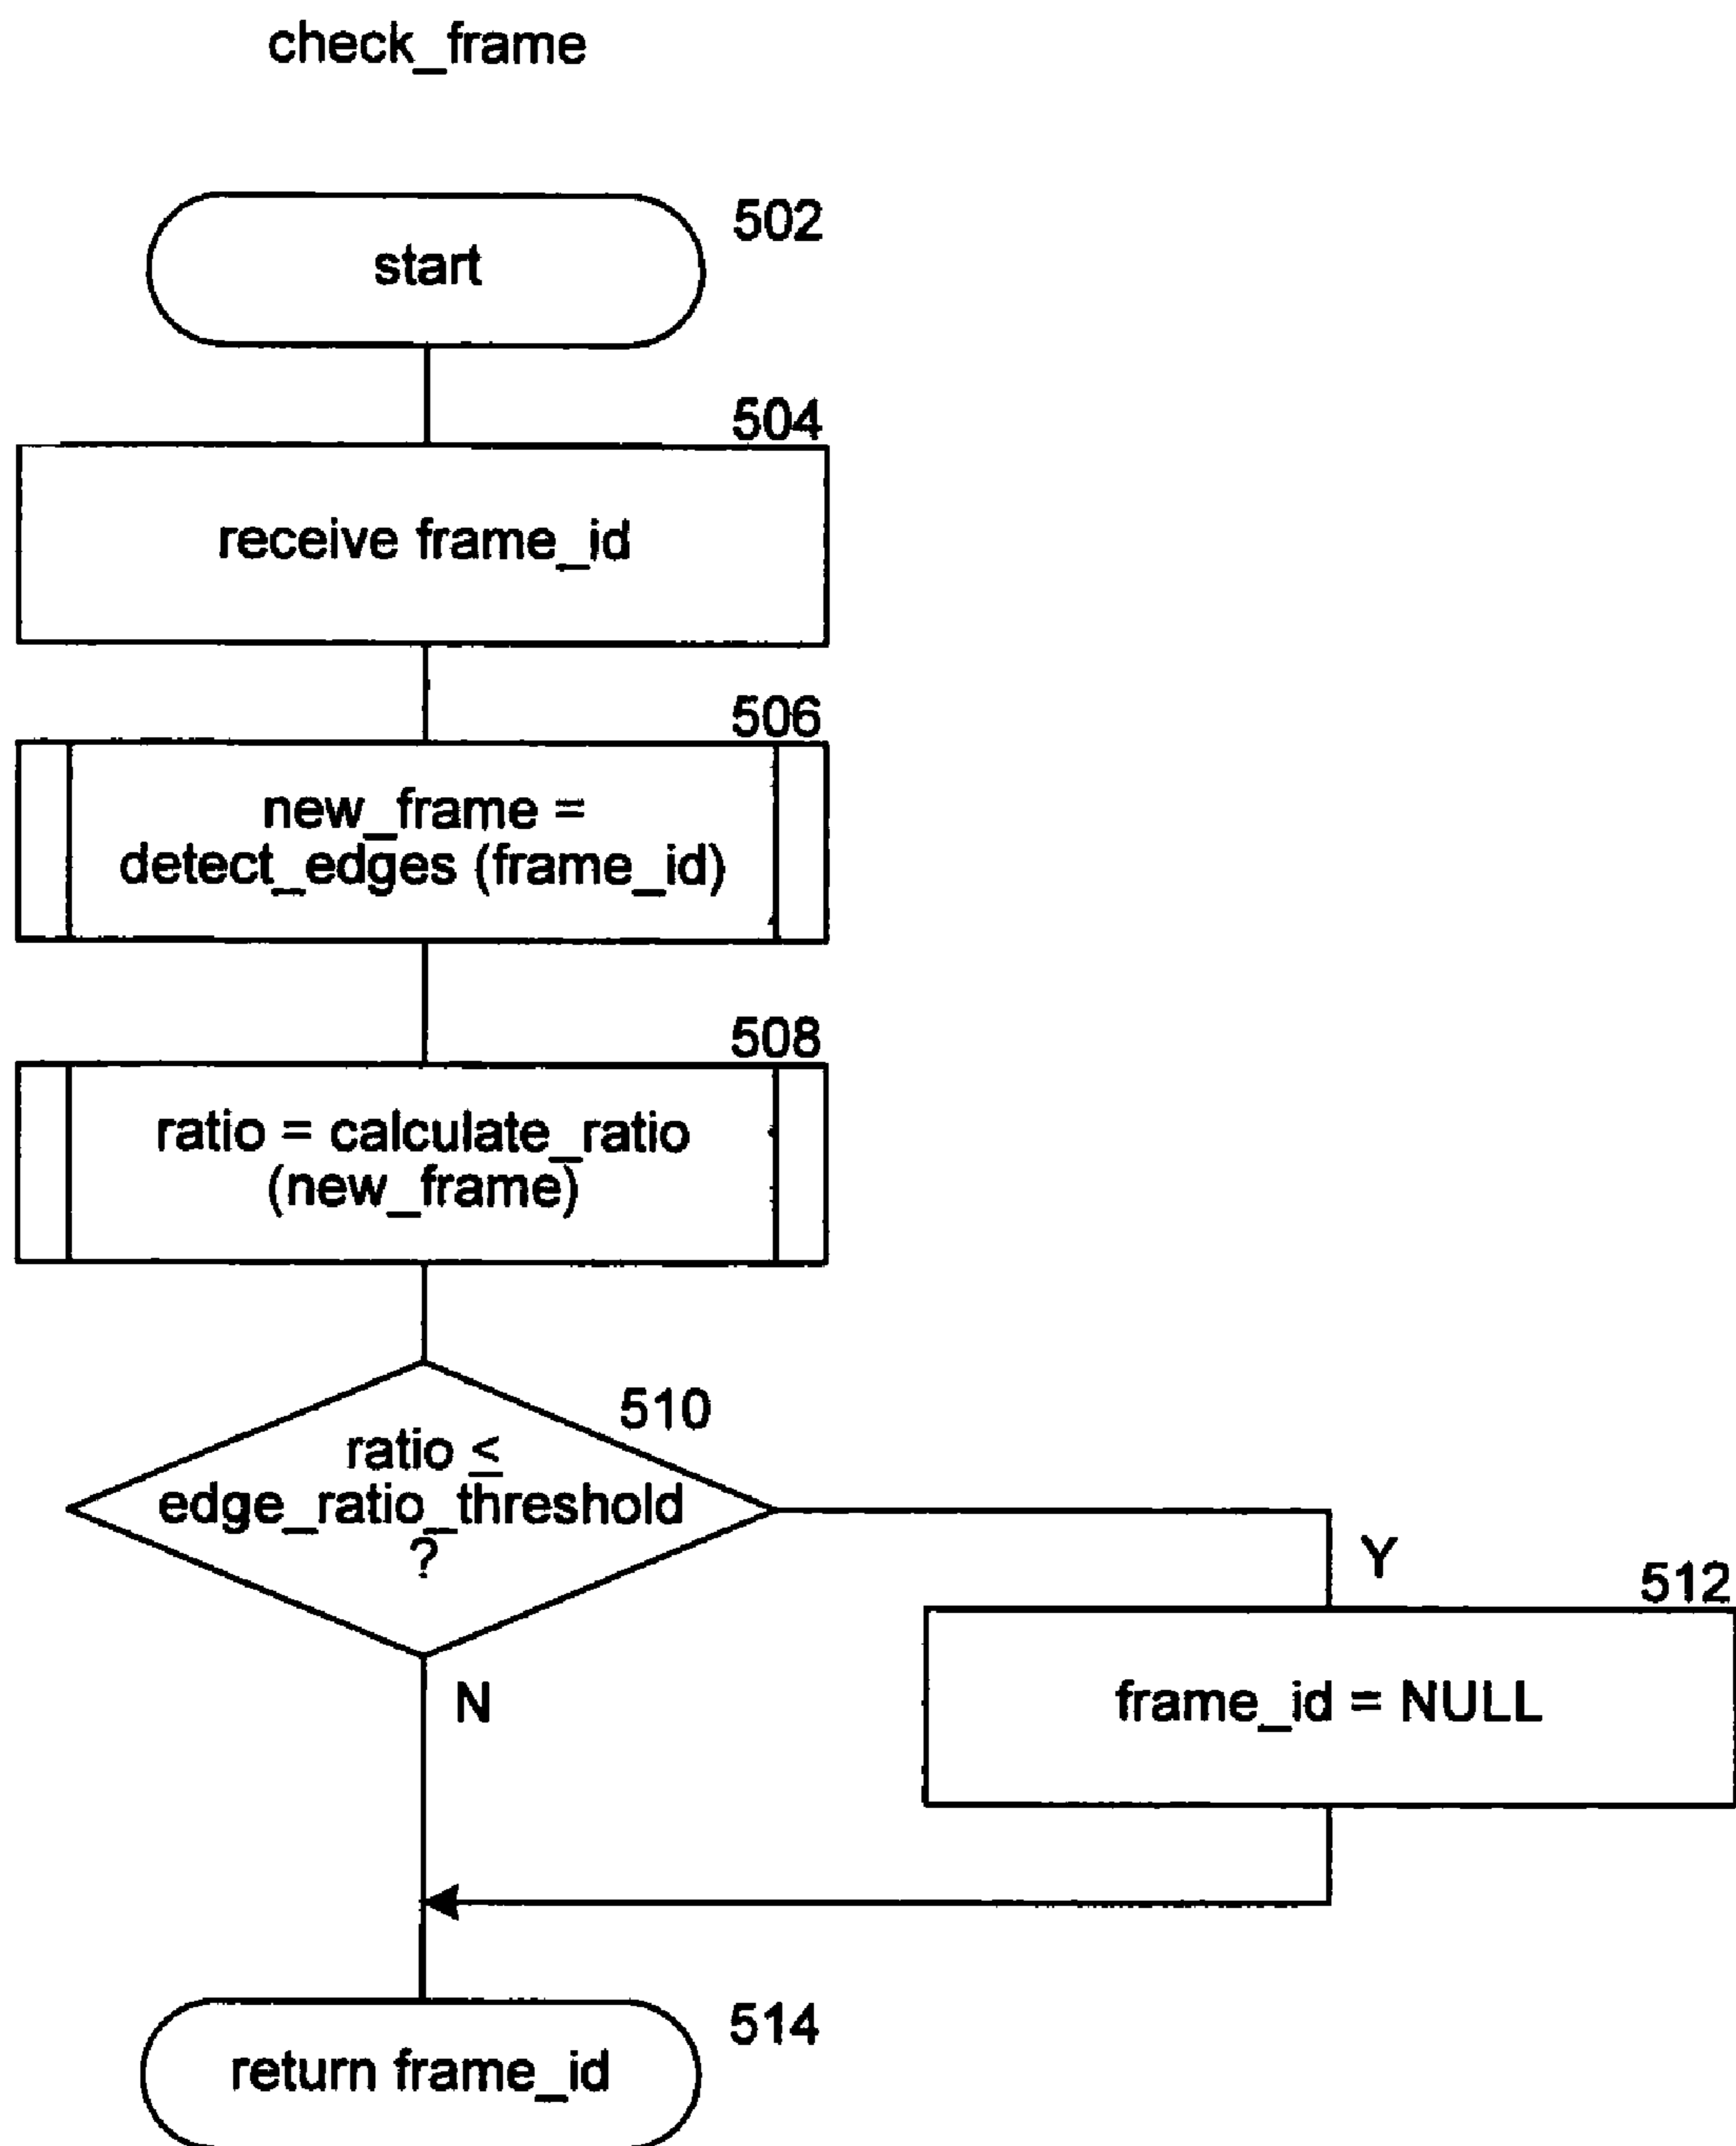 check_frame
502
start
504
receive frame_id
506
new_frame =
detect_edges (frame_id)
508
ratio = calculate_ratio
(new_frame)
510
ratio ≤
edge_ratio_threshold
?
Y
512
N
frame_id = NULL
514
return frame_id